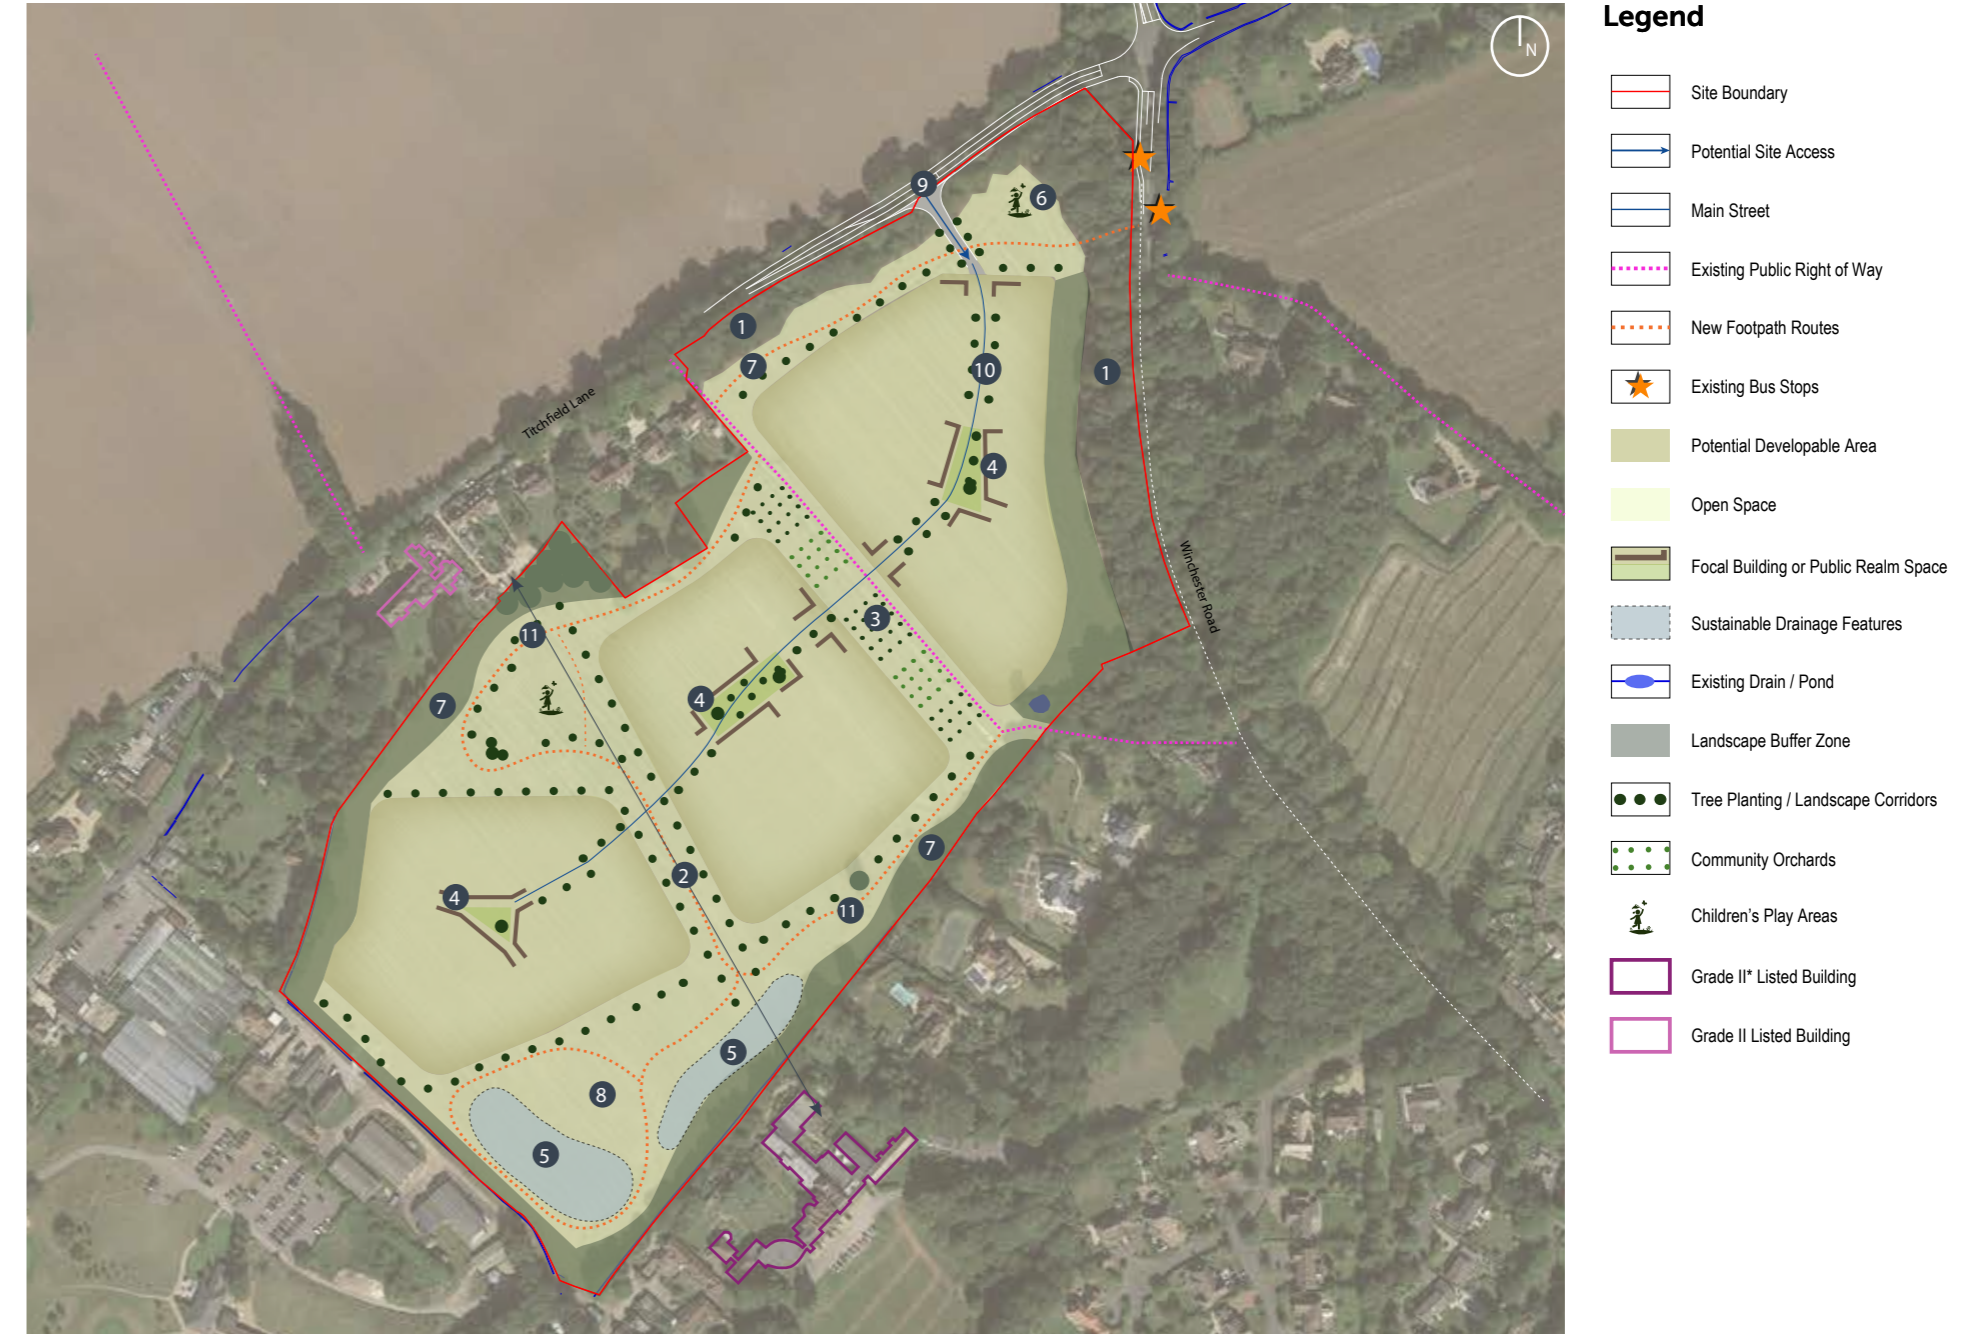 Legend
N
Site Boundary
Potential Site Access
Main Street
Existing Public Right of Way
New Footpath Routes
Existing Bus Stops
Potential Developable Area
Open Space
Focal Building or Public Realm Space
Sustainable Drainage Features
Existing Drain / Pond
Landscape Buffer Zone
Tree Planting / Landscape Corridors
Community Orchards
Children's Play Areas
Grade II* Listed Building
Grade II Listed Building
9
6
1
7
10
1
Titchfield Lane
4
Winchester Road
3
11
7
4
7
2
4
11
5
8
5